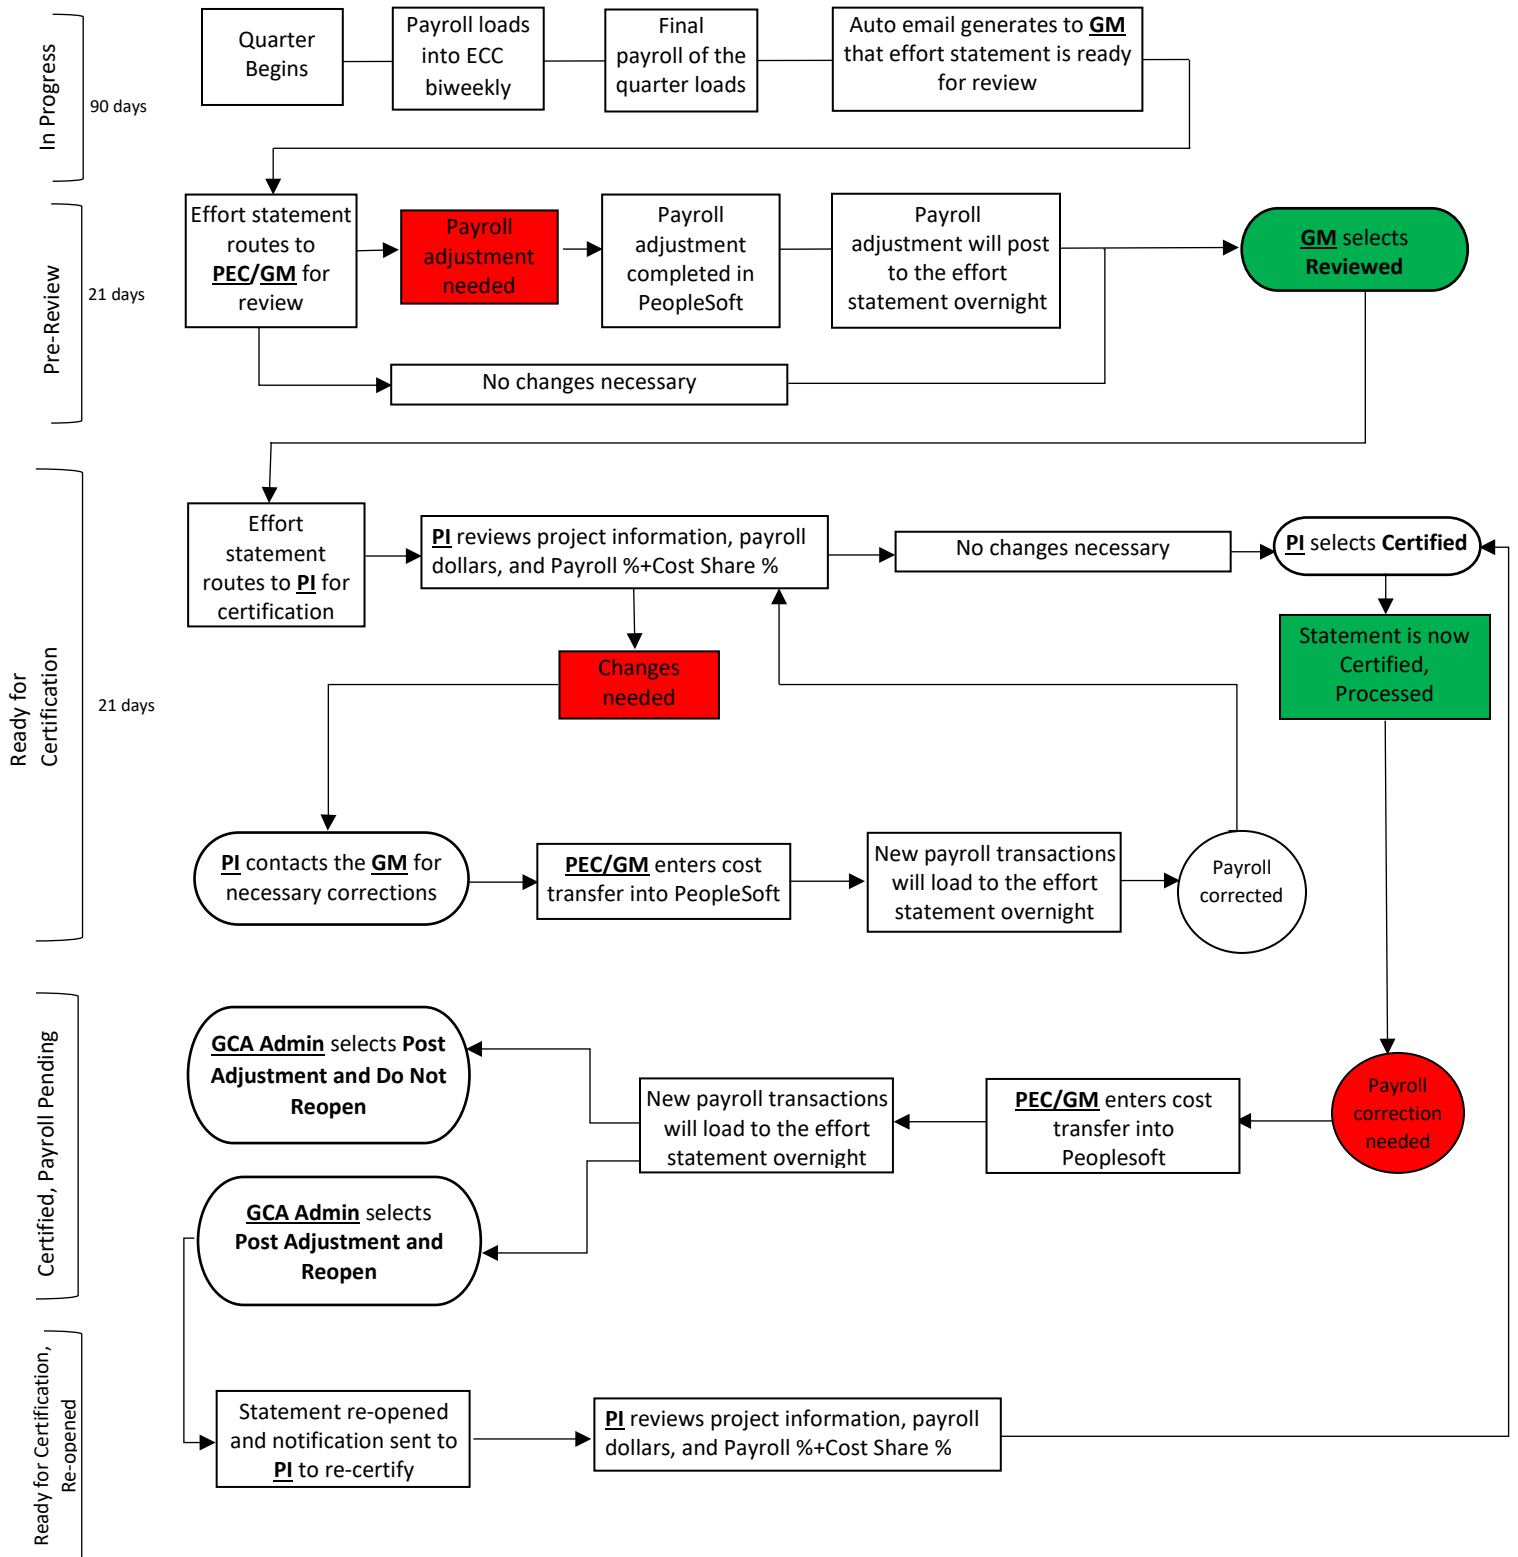 In Progress
90 days
Quarter
Begins
Payroll loads
into ECC
biweekly
Final
payroll of the
quarter loads
Auto email generates to GM
that effort statement is ready
for review
Pre-Review
21 days
Effort statement
routes to
PEC/GM for
review
Payroll
adjustment
needed
Payroll
adjustment
completed in
PeopleSoft
Payroll
adjustment will post
to the effort
statement overnight
GM selects
Reviewed
No changes necessary
Ready for
Certification
21 days
Effort
statement
routes to PI for
certification
PI reviews project information, payroll
dollars, and Payroll %+Cost Share %
No changes necessary
PI selects Certified
Statement is now
Certified,
Processed
Changes
needed
PI contacts the GM for
necessary corrections
PEC/GM enters cost
transfer into PeopleSoft
New payroll transactions
will load to the effort
statement overnight
Payroll
corrected
Certified, Payroll Pending
GCA Admin selects Post
Adjustment and Do Not
Reopen
New payroll transactions
will load to the effort
statement overnight
PEC/GM enters cost
transfer into
Peoplesoft
Payroll
correction
needed
GCA Admin selects
Post Adjustment and
Reopen
Ready for Certification,
Re-opened
Statement re-opened
and notification sent to
PI to re-certify
PI reviews project information, payroll
dollars, and Payroll %+Cost Share %